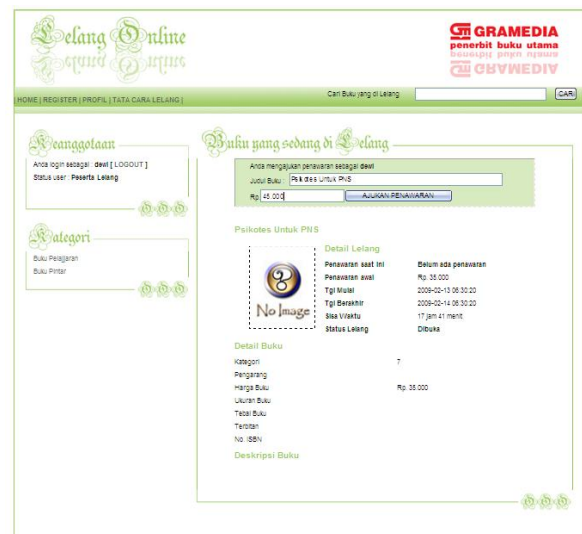 Lelang Online
GRAMEDIA
penerbit buku utama
Cari Buku yang di Lelang
CARI
| HOME | REGISTER | PROFIL | TATA CARA LELANG |
Keanggotaan
Anda login sebagai : dewi [ LOGOUT ]
Status user : Peserta Lelang
Kategori
Buku Pelajaran
Buku Pintar
Buku yang sedang di Lelang
Anda mengajukan penawaran sebagai dewi
Judul Buku : Psikotes Untuk PNS
Rp. 45.000 AJUKAN PENAWARAN
Psikotes Untuk PNS
No Image
Detail Lelang
Penawaran saat ini Belum ada penawaran
Penawaran awal Rp. 35.000
Tgl Mulai 2009-02-13 06:30:20
Tgl Berakhir 2009-02-14 06:30:20
Sisa Waktu 17 jam 41 menit
Status Lelang Dibuka
Detail Buku
Kategori 7
Pengarang
Harga Buku Rp. 35.000
Ukuran Buku
Tebal Buku
Terbitan
No. ISBN
Deskripsi Buku